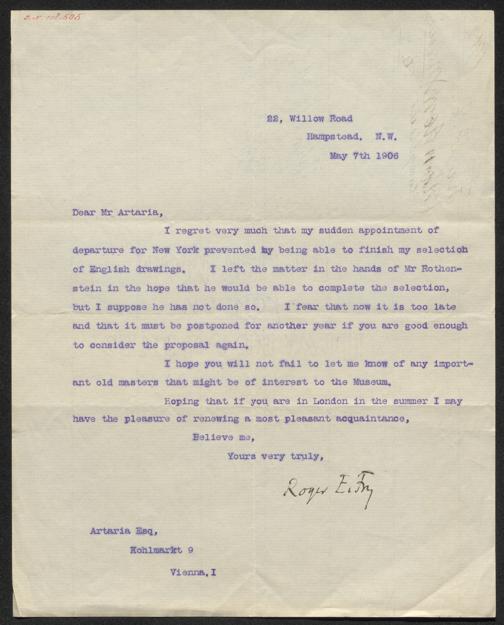 22, Willow Road
Hampstead. N.W.
May 7th 1906
Dear Mr Artaria,
I regret very much that my sudden appointment of
departure for New York prevented my being able to finish my selection
of English drawings. I left the matter in the hands of Mr Rothen-
stein in the hope that he would be able to complete the selection,
but I suppose he has not done so. I fear that now it is too late
and that it must be postponed for another year if you are good enough
to consider the proposal again.
I hope you will not fail to let me know of any import-
ant old masters that might be of interest to the Museum.
Hoping that if you are in London in the summer I may
have the pleasure of renewing a most pleasant acquaintance,
Believe me,
Yours very truly,
Roger E. Fry
Artaria Esq,
Kohlmarkt 9
Vienna, I